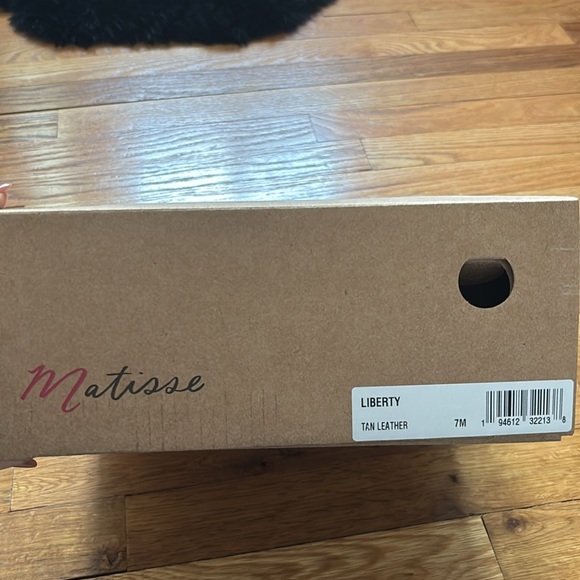 Matisse
LIBERTY
TAN LEATHER 7M 1 94512 32213 8